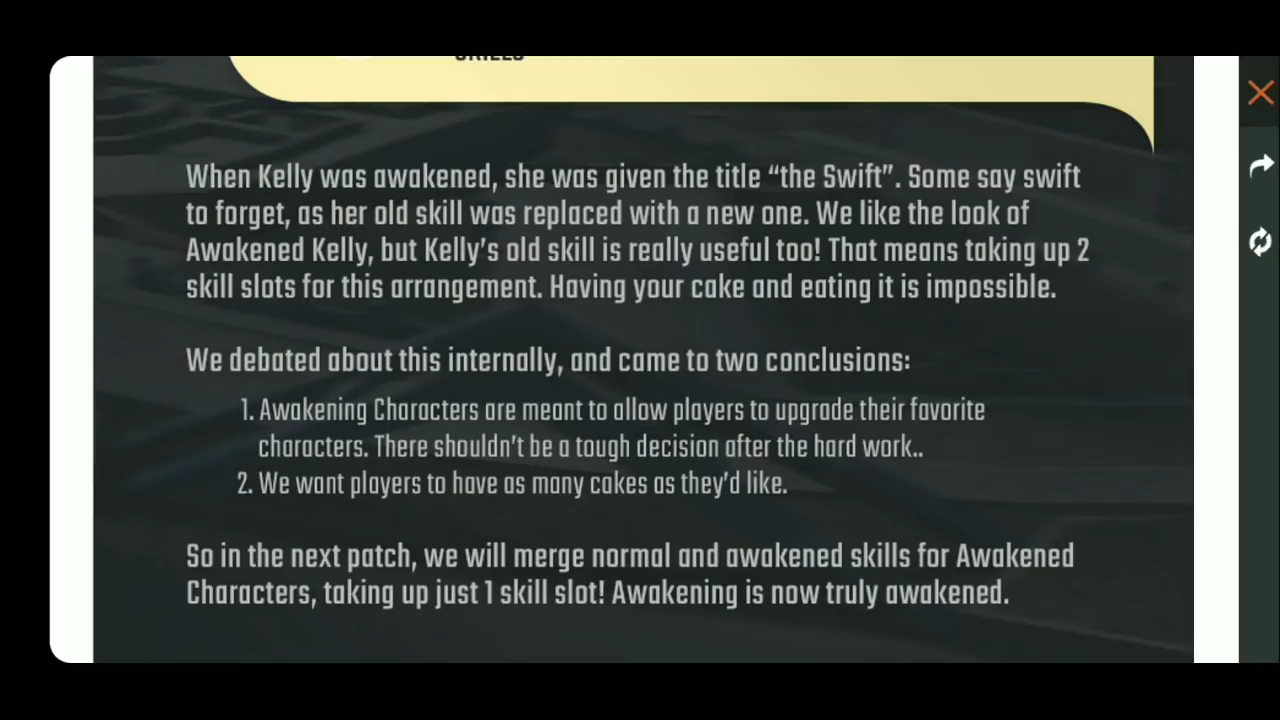 SKILLS
When Kelly was awakened, she was given the title “the Swift”. Some say swift
to forget, as her old skill was replaced with a new one. We like the look of
Awakened Kelly, but Kelly’s old skill is really useful too! That means taking up 2
skill slots for this arrangement. Having your cake and eating it is impossible.
We debated about this internally, and came to two conclusions:
1. Awakening Characters are meant to allow players to upgrade their favorite
characters. There shouldn’t be a tough decision after the hard work..
2. We want players to have as many cakes as they’d like.
So in the next patch, we will merge normal and awakened skills for Awakened
Characters, taking up just 1 skill slot! Awakening is now truly awakened.